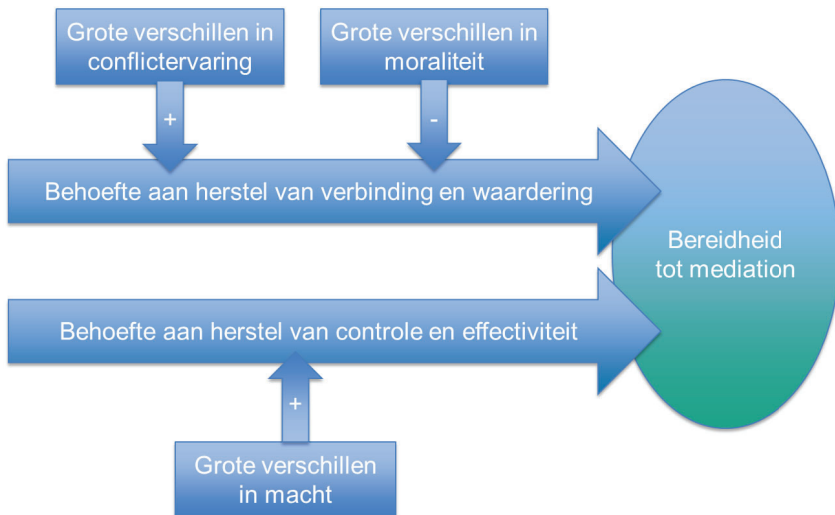 Grote verschillen in
conflictervaring
Grote verschillen in
moraliteit
+
-
Behoefte aan herstel van verbinding en waardering
Bereidheid
tot mediation
Behoefte aan herstel van controle en effectiviteit
+
Grote verschillen
in macht